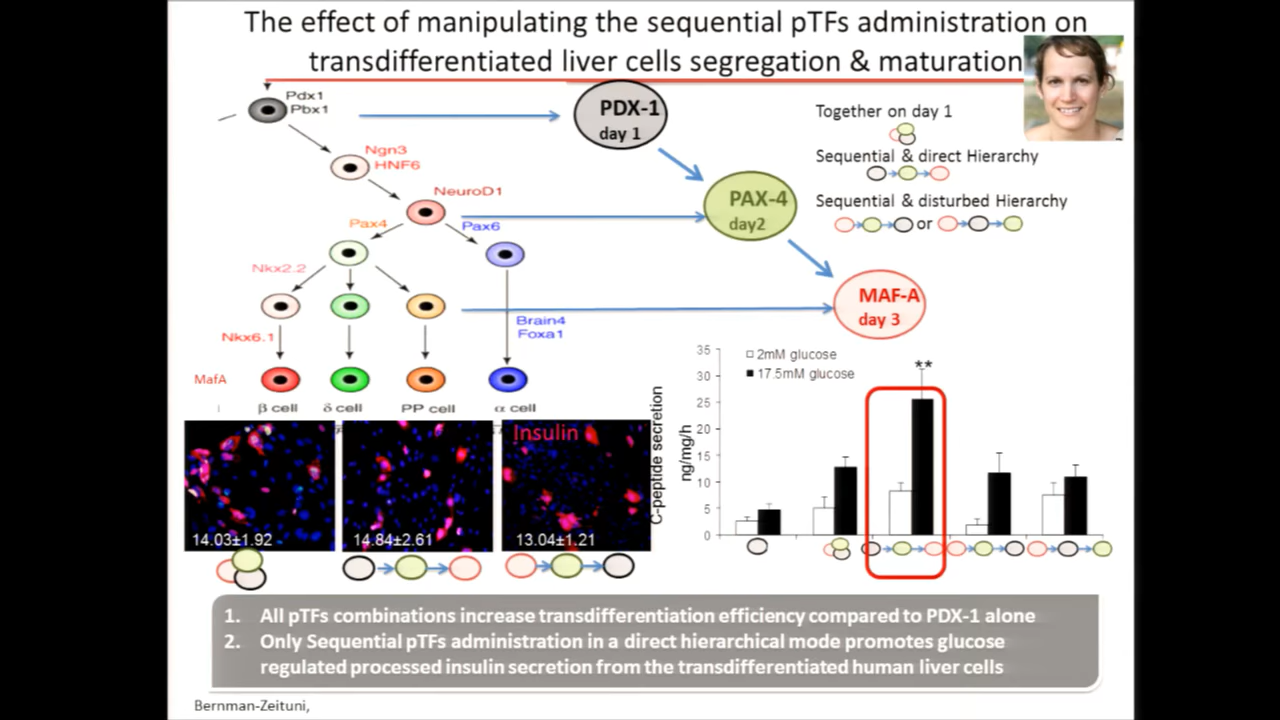 The effect of manipulating the sequential pTFs administration on
transdifferentiated liver cells segregation & maturation
Pdx1
Pbx1
Ngn3
HNF6
NeuroD1
Pax4
Pax6
Nkx2.2
Nkx6.1
Brain4
Foxa1
MafA
β cell
δ cell
PP cell
α cell
PDX-1
day 1
PAX-4
day2
MAF-A
day 3
Together on day 1
Sequential & direct Hierarchy
Sequential & disturbed Hierarchy
or
Insulin
14.03±1.92
14.84±2.61
13.04±1.21
C-peptide secretion
ng/mg/h
35
30
25
20
15
10
5
0
2mM glucose
17.5mM glucose
**
1. All pTFs combinations increase transdifferentiation efficiency compared to PDX-1 alone
2. Only Sequential pTFs administration in a direct hierarchical mode promotes glucose
regulated processed insulin secretion from the transdifferentiated human liver cells
Bernman-Zeituni,